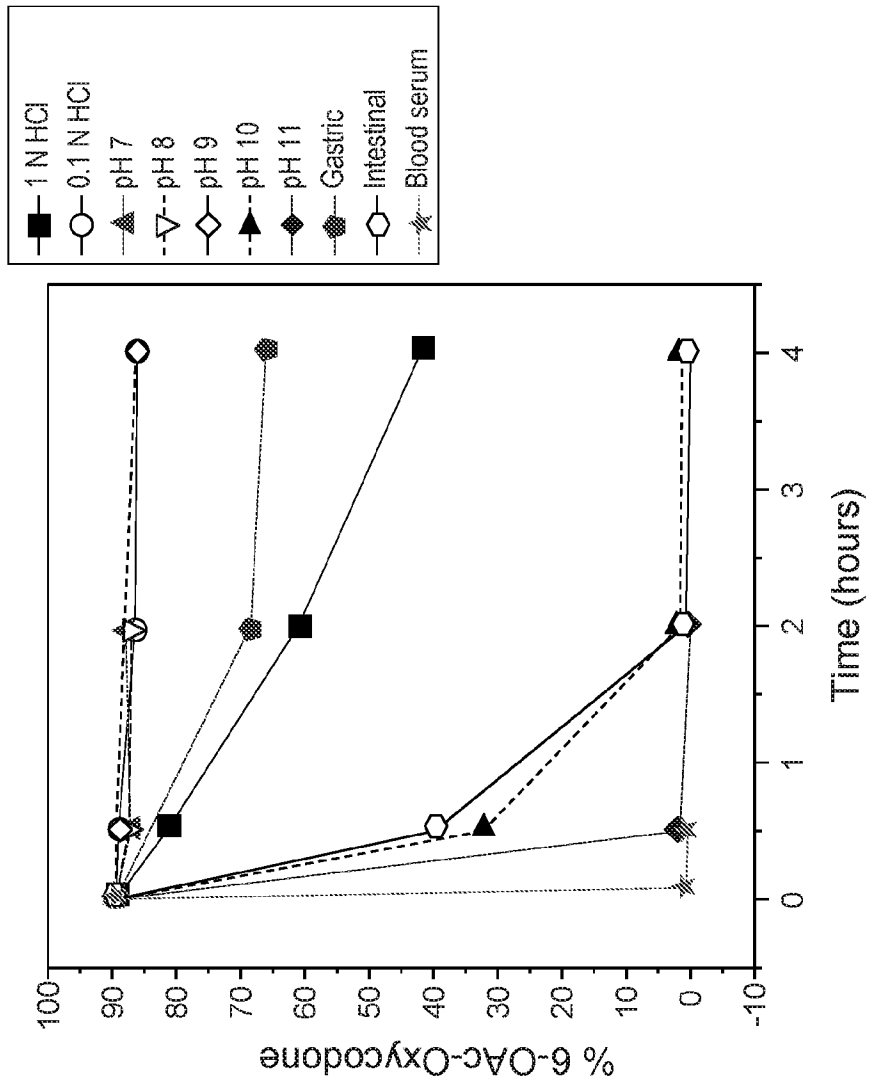 1 N HCl
0.1 N HCl
pH 7
pH 8
pH 9
pH 10
pH 11
Gastric
Intestinal
Blood serum
% 6-OAc-Oxycodone
100
90
80
70
60
50
40
30
20
10
0
-10
0
1
2
3
4
Time (hours)